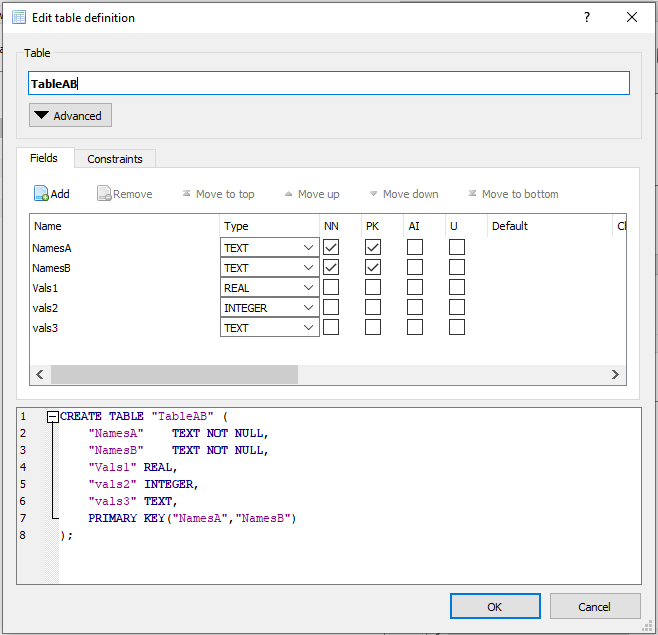 Edit table definition ? ×
Table
TableAB
Advanced
Fields Constraints
Add Remove Move to top Move up Move down Move to bottom
Name Type NN PK AI U Default
NamesA TEXT
NamesB TEXT
Vals1 REAL
vals2 INTEGER
vals3 TEXT
1 CREATE TABLE "TableAB" (
2 "NamesA" TEXT NOT NULL,
3 "NamesB" TEXT NOT NULL,
4 "Vals1" REAL,
5 "vals2" INTEGER,
6 "vals3" TEXT,
7 PRIMARY KEY("NamesA","NamesB")
8 );
OK Cancel